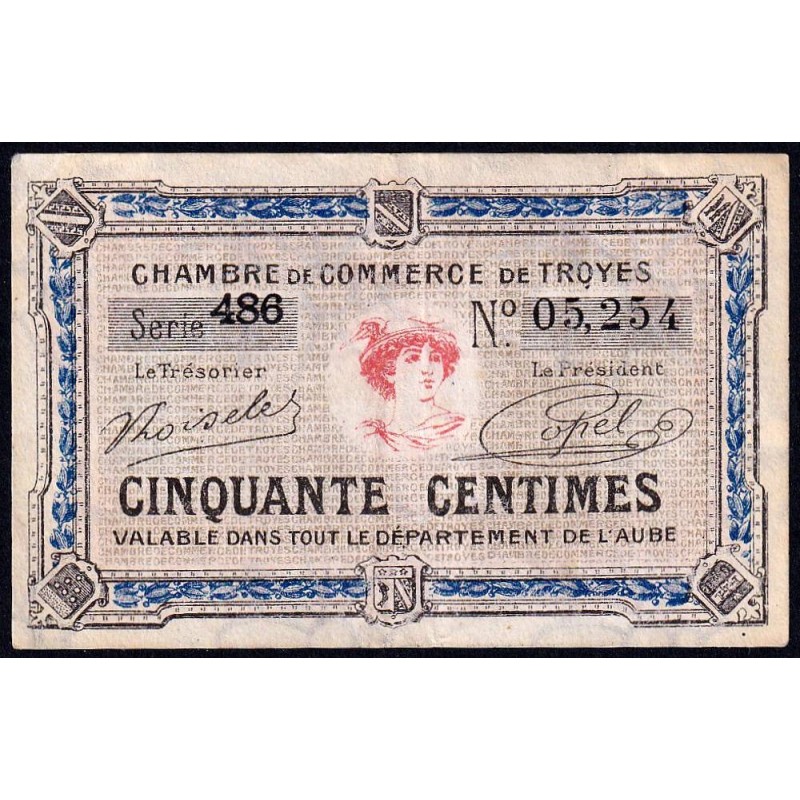 CHAMBRE DE COMMERCE DE TROYES
Serie 486 Nº 05,254
Le Trésorier Le Président
CINQUANTE CENTIMES
VALABLE DANS TOUT LE DÉPARTEMENT DE L'AUBE